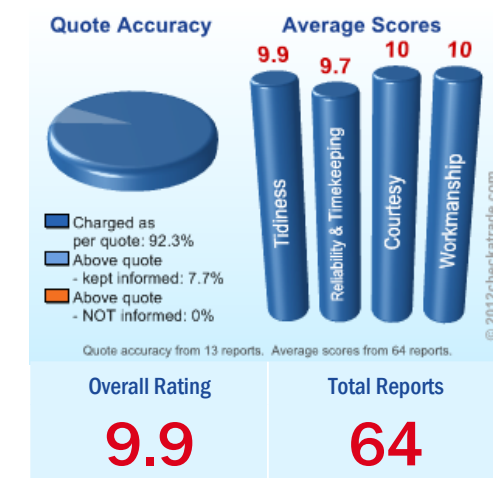 Quote Accuracy
Average Scores
9.9
9.7
10
10
Tidiness
Reliability & Timekeeping
Courtesy
Workmanship
Charged as
per quote: 92.3%
Above quote
- kept informed: 7.7%
Above quote
- NOT informed: 0%
© 2012checkatrade.com
Quote accuracy from 13 reports. Average scores from 64 reports.
Overall Rating
Total Reports
9.9
64